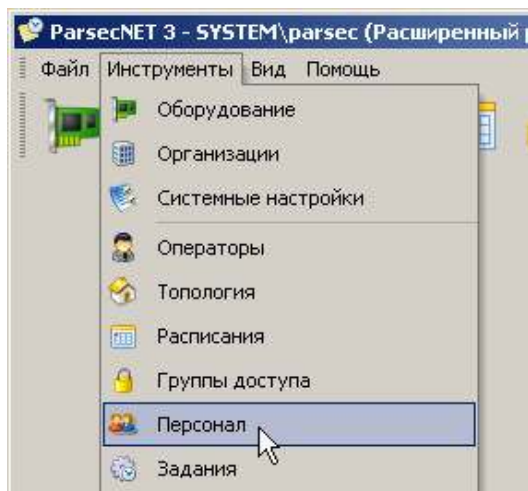 ParsecNET 3 - SYSTEM\parsec (Расширенный
Файл Инструменты Вид Помощь
Оборудование
Организации
Системные настройки
Операторы
Топология
Расписания
Группы доступа
Персонал
Задания